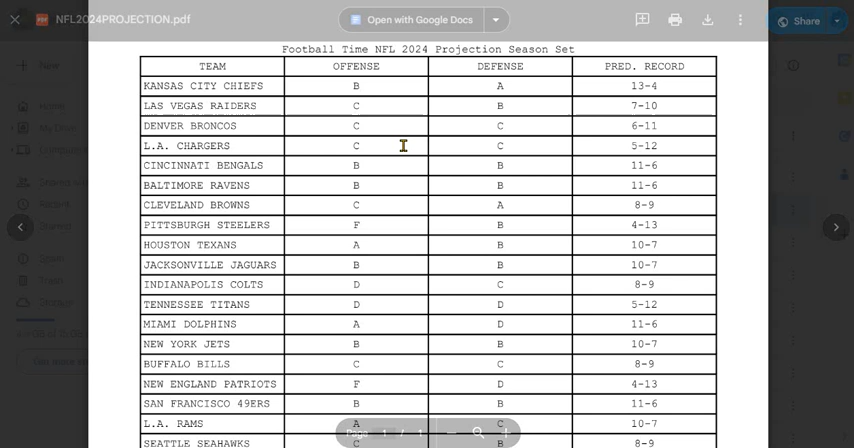 NFL2024PROJECTION.pdf Open with Google Docs Share
Football Time NFL 2024 Projection Season Set
TEAM OFFENSE DEFENSE PRED. RECORD
KANSAS CITY CHIEFS B A 13-4
LAS VEGAS RAIDERS C B 7-10
DENVER BRONCOS C C 6-11
L.A. CHARGERS C C 5-12
CINCINNATI BENGALS B B 11-6
BALTIMORE RAVENS B B 11-6
CLEVELAND BROWNS C A 8-9
PITTSBURGH STEELERS F B 4-13
HOUSTON TEXANS A B 10-7
JACKSONVILLE JAGUARS B B 10-7
INDIANAPOLIS COLTS D C 8-9
TENNESSEE TITANS D D 5-12
MIAMI DOLPHINS A D 11-6
NEW YORK JETS B B 10-7
BUFFALO BILLS C C 8-9
NEW ENGLAND PATRIOTS F D 4-13
SAN FRANCISCO 49ERS B B 11-6
L.A. RAMS A C 10-7
SEATTLE SEAHAWKS C B 8-9
Page / 1
New
Home
My Drive
Computers
Shared
Recent
Starred
Spam
Trash
Storage